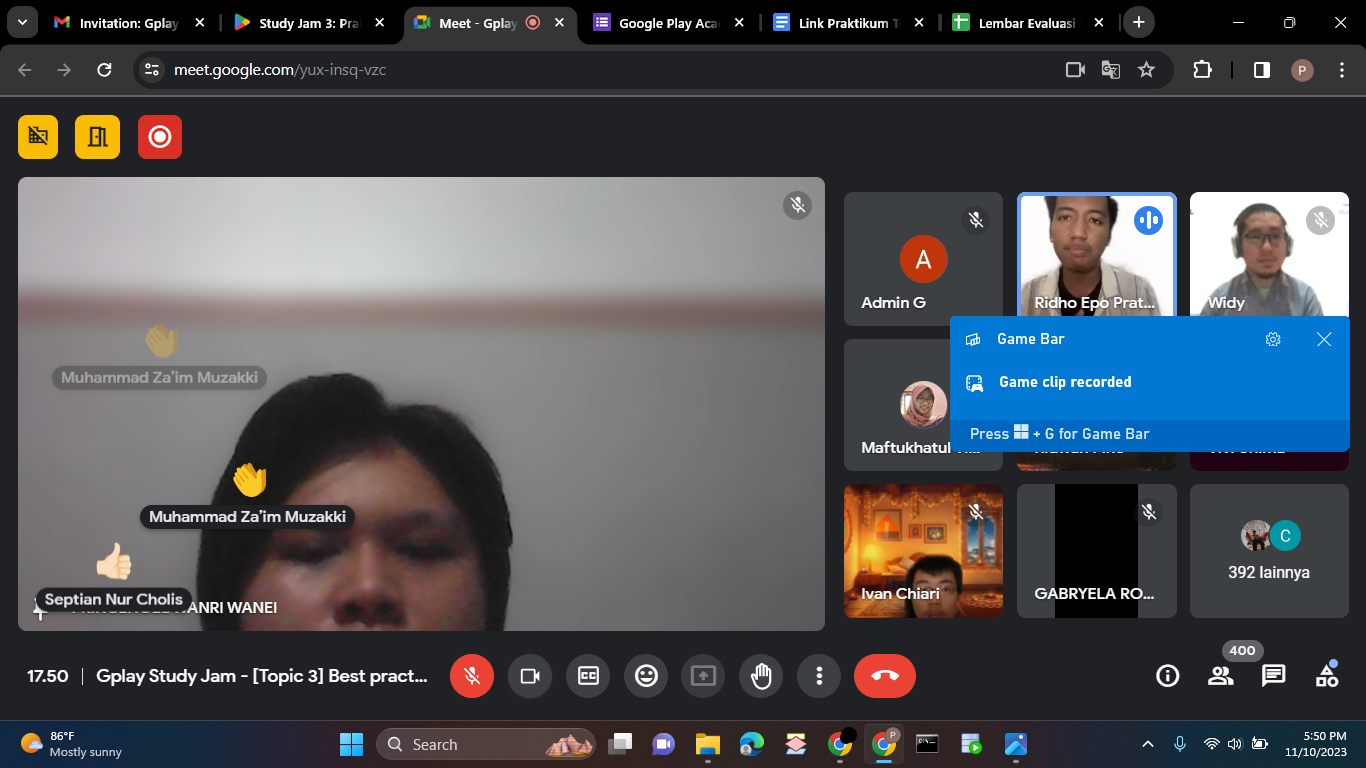 Invitation: Gplay
Study Jam 3: Pra
Meet - Gplay
Google Play Aca
Link Praktikum T
Lembar Evaluasi
meet.google.com/yux-insq-vzc
P
Muhammad Za'im Muzakki
Muhammad Za'im Muzakki
Septian Nur Cholis
ANRI WANEI
A
Admin G
Ridho Epo Prat...
Widy
Game Bar
Game clip recorded
Press + G for Game Bar
Maftukhatul
Ivan Chiari
GABRYELA RO...
C
392 lainnya
17.50
Gplay Study Jam - [Topic 3] Best pract...
400
86°F
Mostly sunny
Search
P
5:50 PM
11/10/2023